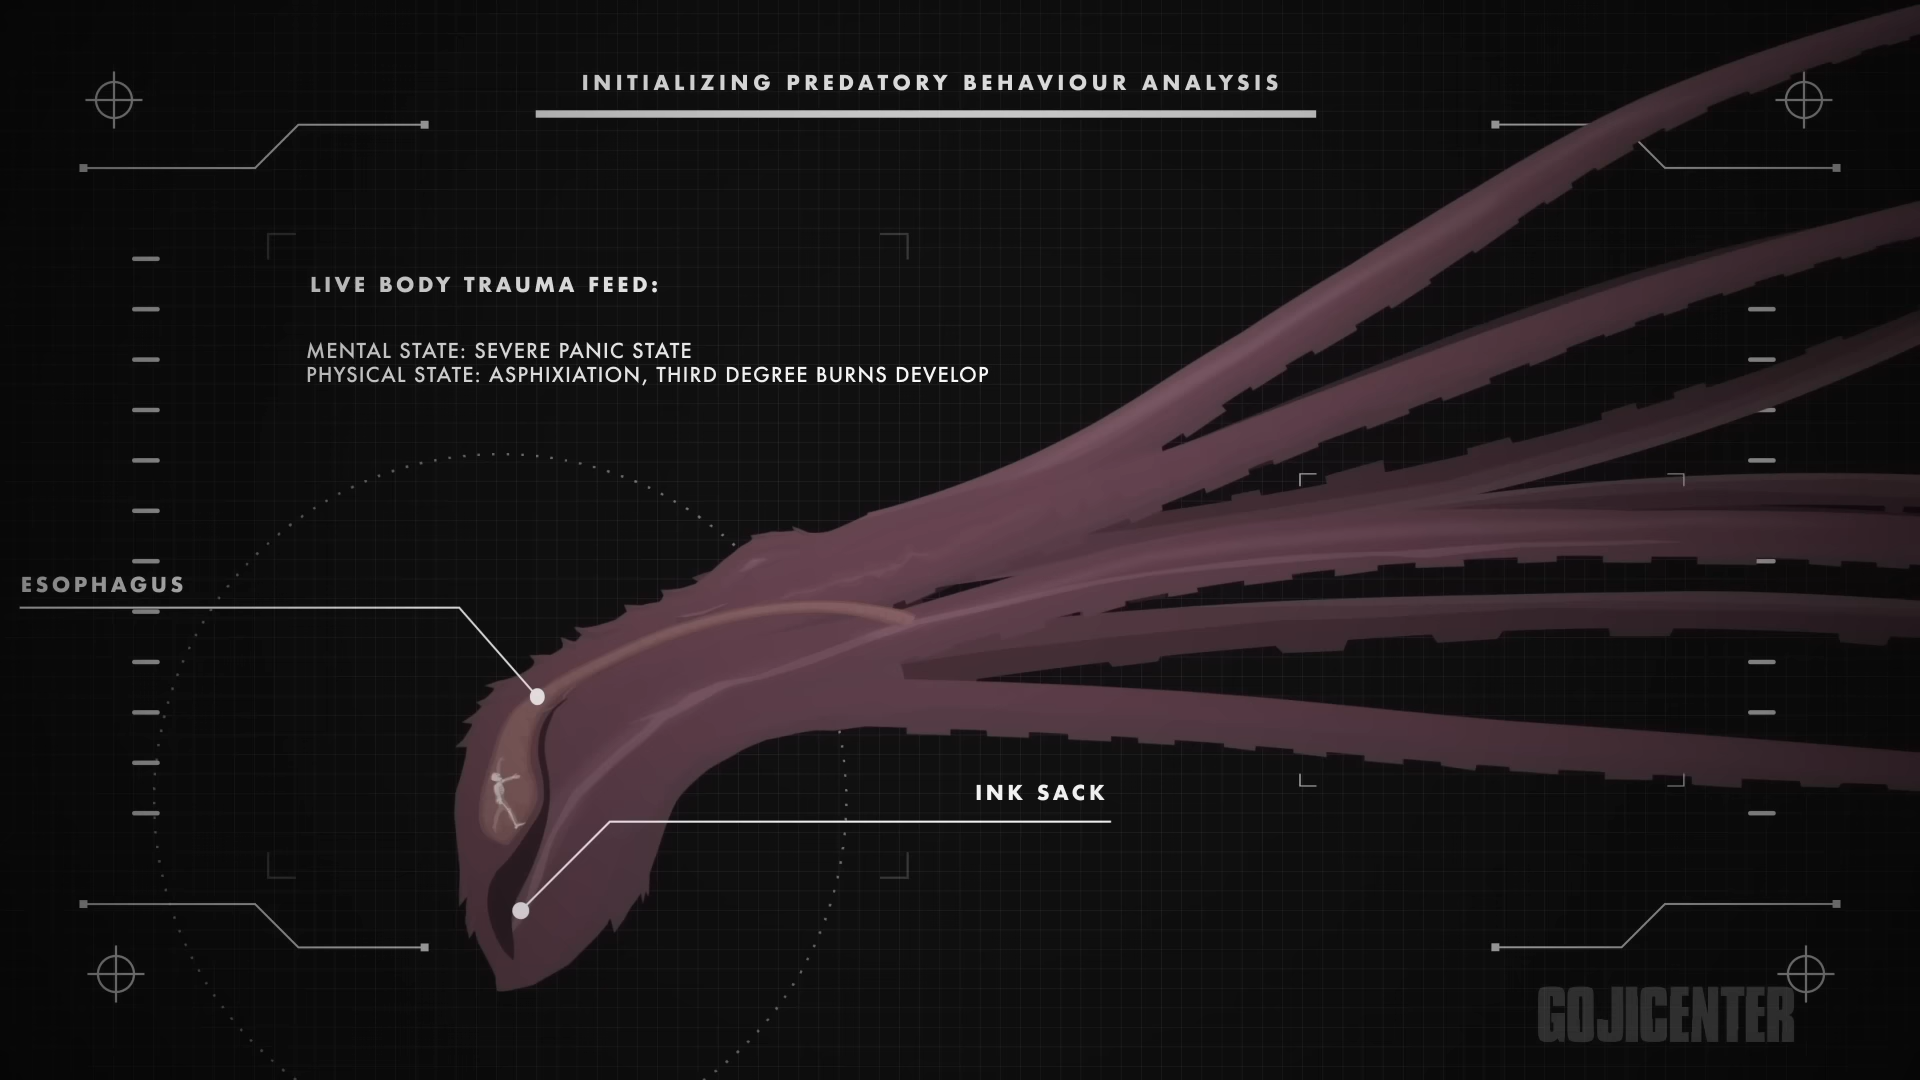 INITIALIZING PREDATORY BEHAVIOUR ANALYSIS
LIVE BODY TRAUMA FEED:
MENTAL STATE: SEVERE PANIC STATE
PHYSICAL STATE: ASPHIXIATION, THIRD DEGREE BURNS DEVELOP
ESOPHAGUS
INK SACK
GOJICENTER